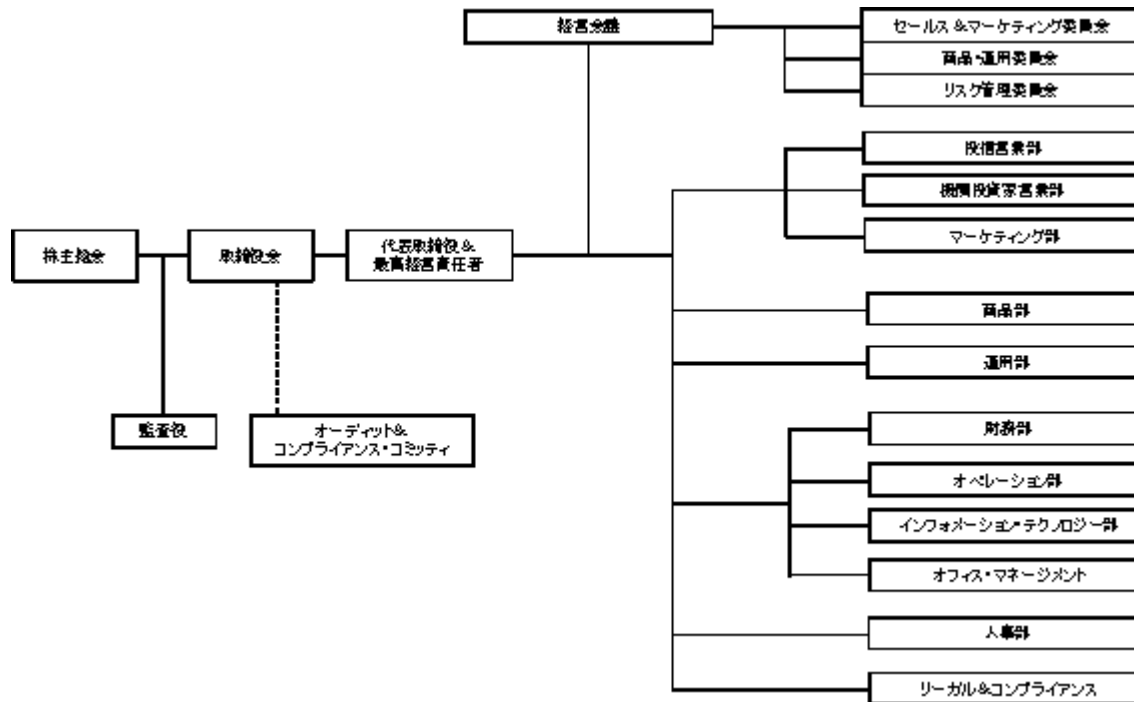 経営会議
セールス&マーケティング委員会
商品・運用委員会
リスク管理委員会
投信営業部
機関投資家営業部
マーケティング部
株主総会
取締役会
代表取締役&
最高経営責任者
商品部
運用部
監査役
オーディット&
コンプライアンス・コミッティ
財務部
オペレーション部
インフォメーション・テクノロジー部
オフィス・マネージメント
人事部
リーガル&コンプライアンス